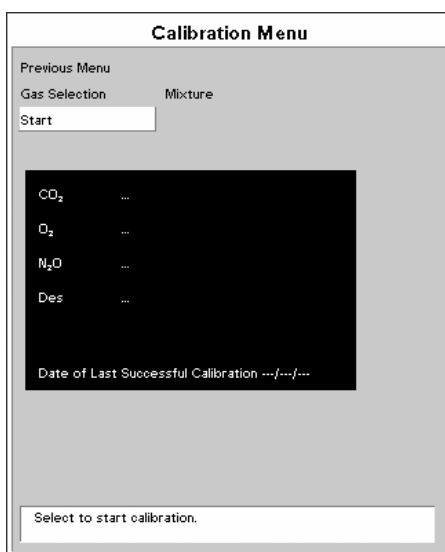 Calibration Menu
Previous Menu
Gas Selection Mixture
Start
CO₂ ...
O₂ ...
N₂O ...
Des ...
Date of Last Successful Calibration ---/---/---
Select to start calibration.